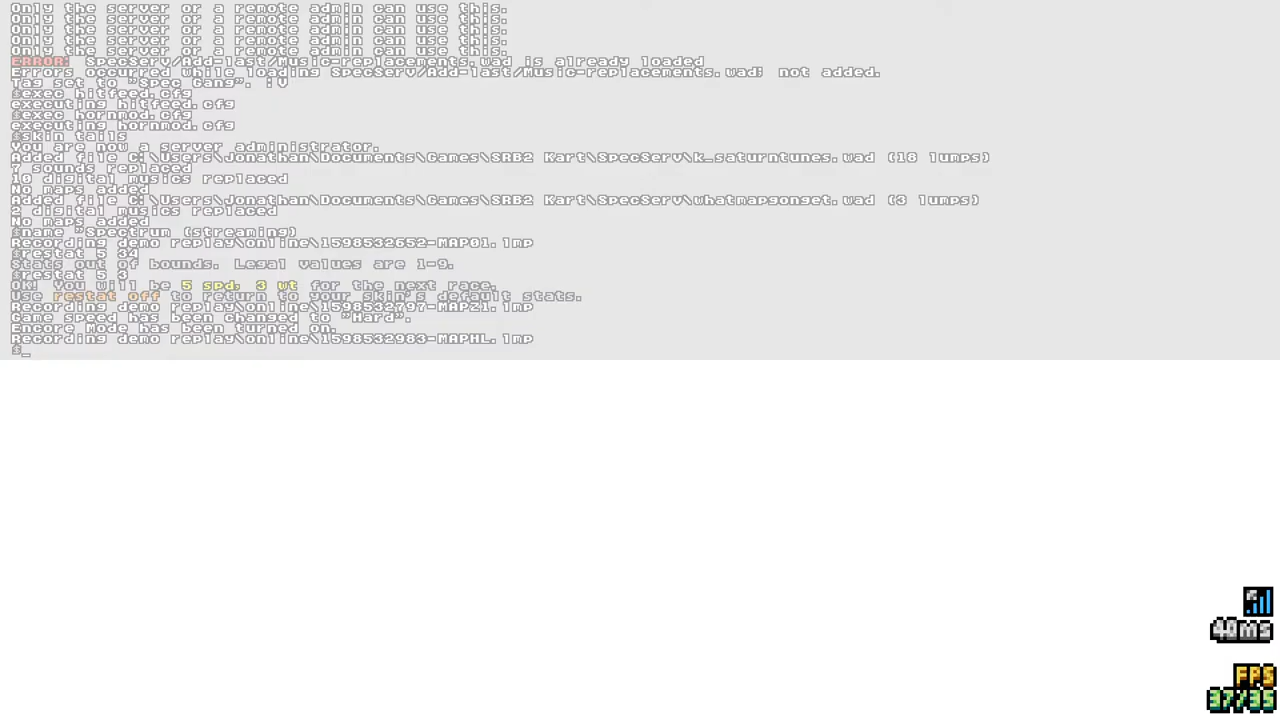 Only the server or a remote admin can use this.
Only the server or a remote admin can use this.
Only the server or a remote admin can use this.
Only the server or a remote admin can use this.
Only the server or a remote admin can use this.
ERROR: SpecServ/Add-last/Music-replacements.wad is already loaded
Errors occurred while loading SpecServ/Add-last/Music-replacements.wad; not added.
Tag set to "Spec Gang". :V
$exec hitfeed.cfg
executing hitfeed.cfg
$exec hornmod.cfg
executing hornmod.cfg
$skin tails
You are now a server administrator.
Added file C:\Users\Jonathan\Documents\Games\SRB2 Kart\SpecServ\k_saturntunes.wad (18 lumps)
7 sounds replaced
10 digital musics replaced
No maps added
Added file C:\Users\Jonathan\Documents\Games\SRB2 Kart\SpecServ\whatmapsonget.wad (3 lumps)
2 digital musics replaced
No maps added
$name "Spectrum (streaming)
Recording demo replay\online\1598532652-MAP01.lmp
$restat 5 34
Stats out of bounds. Legal values are 1-9.
$restat 5 3
OK! You will be 5 spd, 3 wt for the next race.
Use restat off to return to your skin's default stats.
Recording demo replay\online\1598532797-MAP21.lmp
Game speed has been changed to "Hard".
Encore Mode has been turned on.
Recording demo replay\online\1598532983-MAPHL.lmp
$_
40ms
FPS
37/35